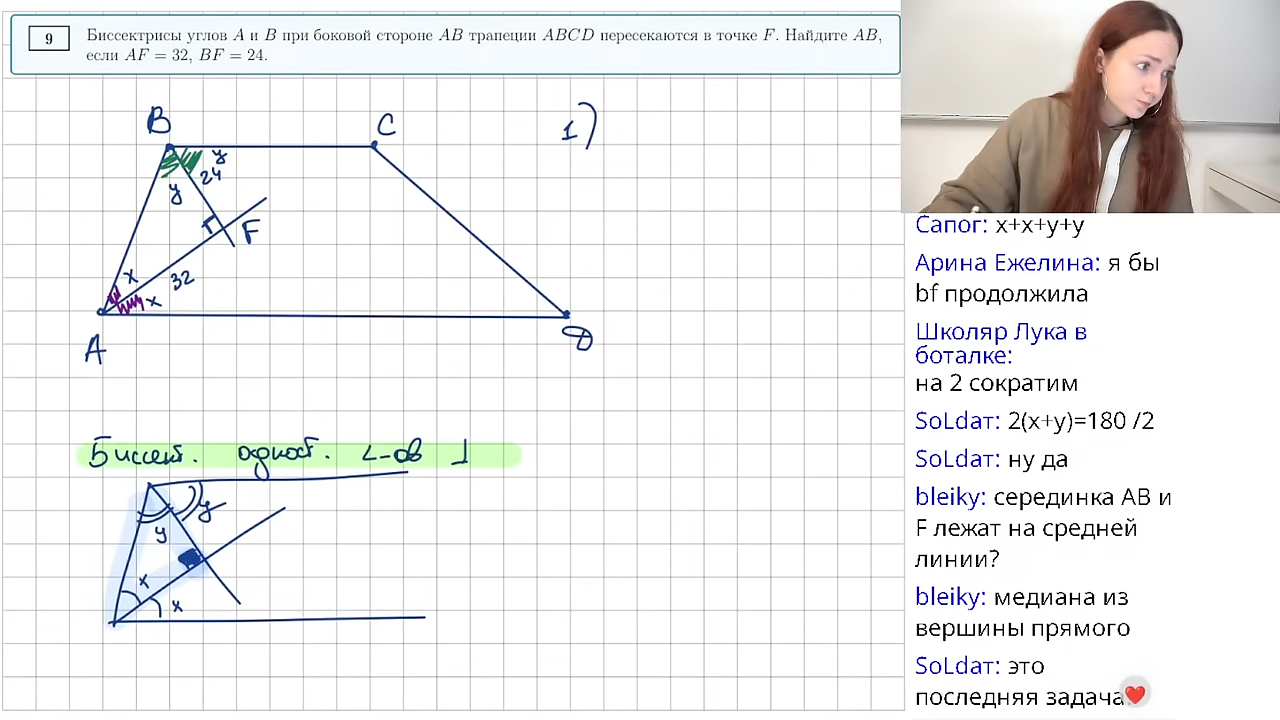 9
Биссектрисы углов A и B при боковой стороне AB трапеции ABCD пересекаются в точке F. Найдите AB,
если AF = 32, BF = 24.
B
C
1)
y
24
y
F
x
32
x
A
D
Биссект. одност. ∠-ов ⊥
y
y
x
x
Сапог: x+x+y+y
Арина Ежелина: я бы
bf продолжила
Школяр Лука в
боталке:
на 2 сократим
SoLdат: 2(x+y)=180 /2
SoLdат: ну да
bleiky: серединка АВ и
F лежат на средней
линии?
bleiky: медиана из
вершины прямого
SoLdат: это
последняя задача